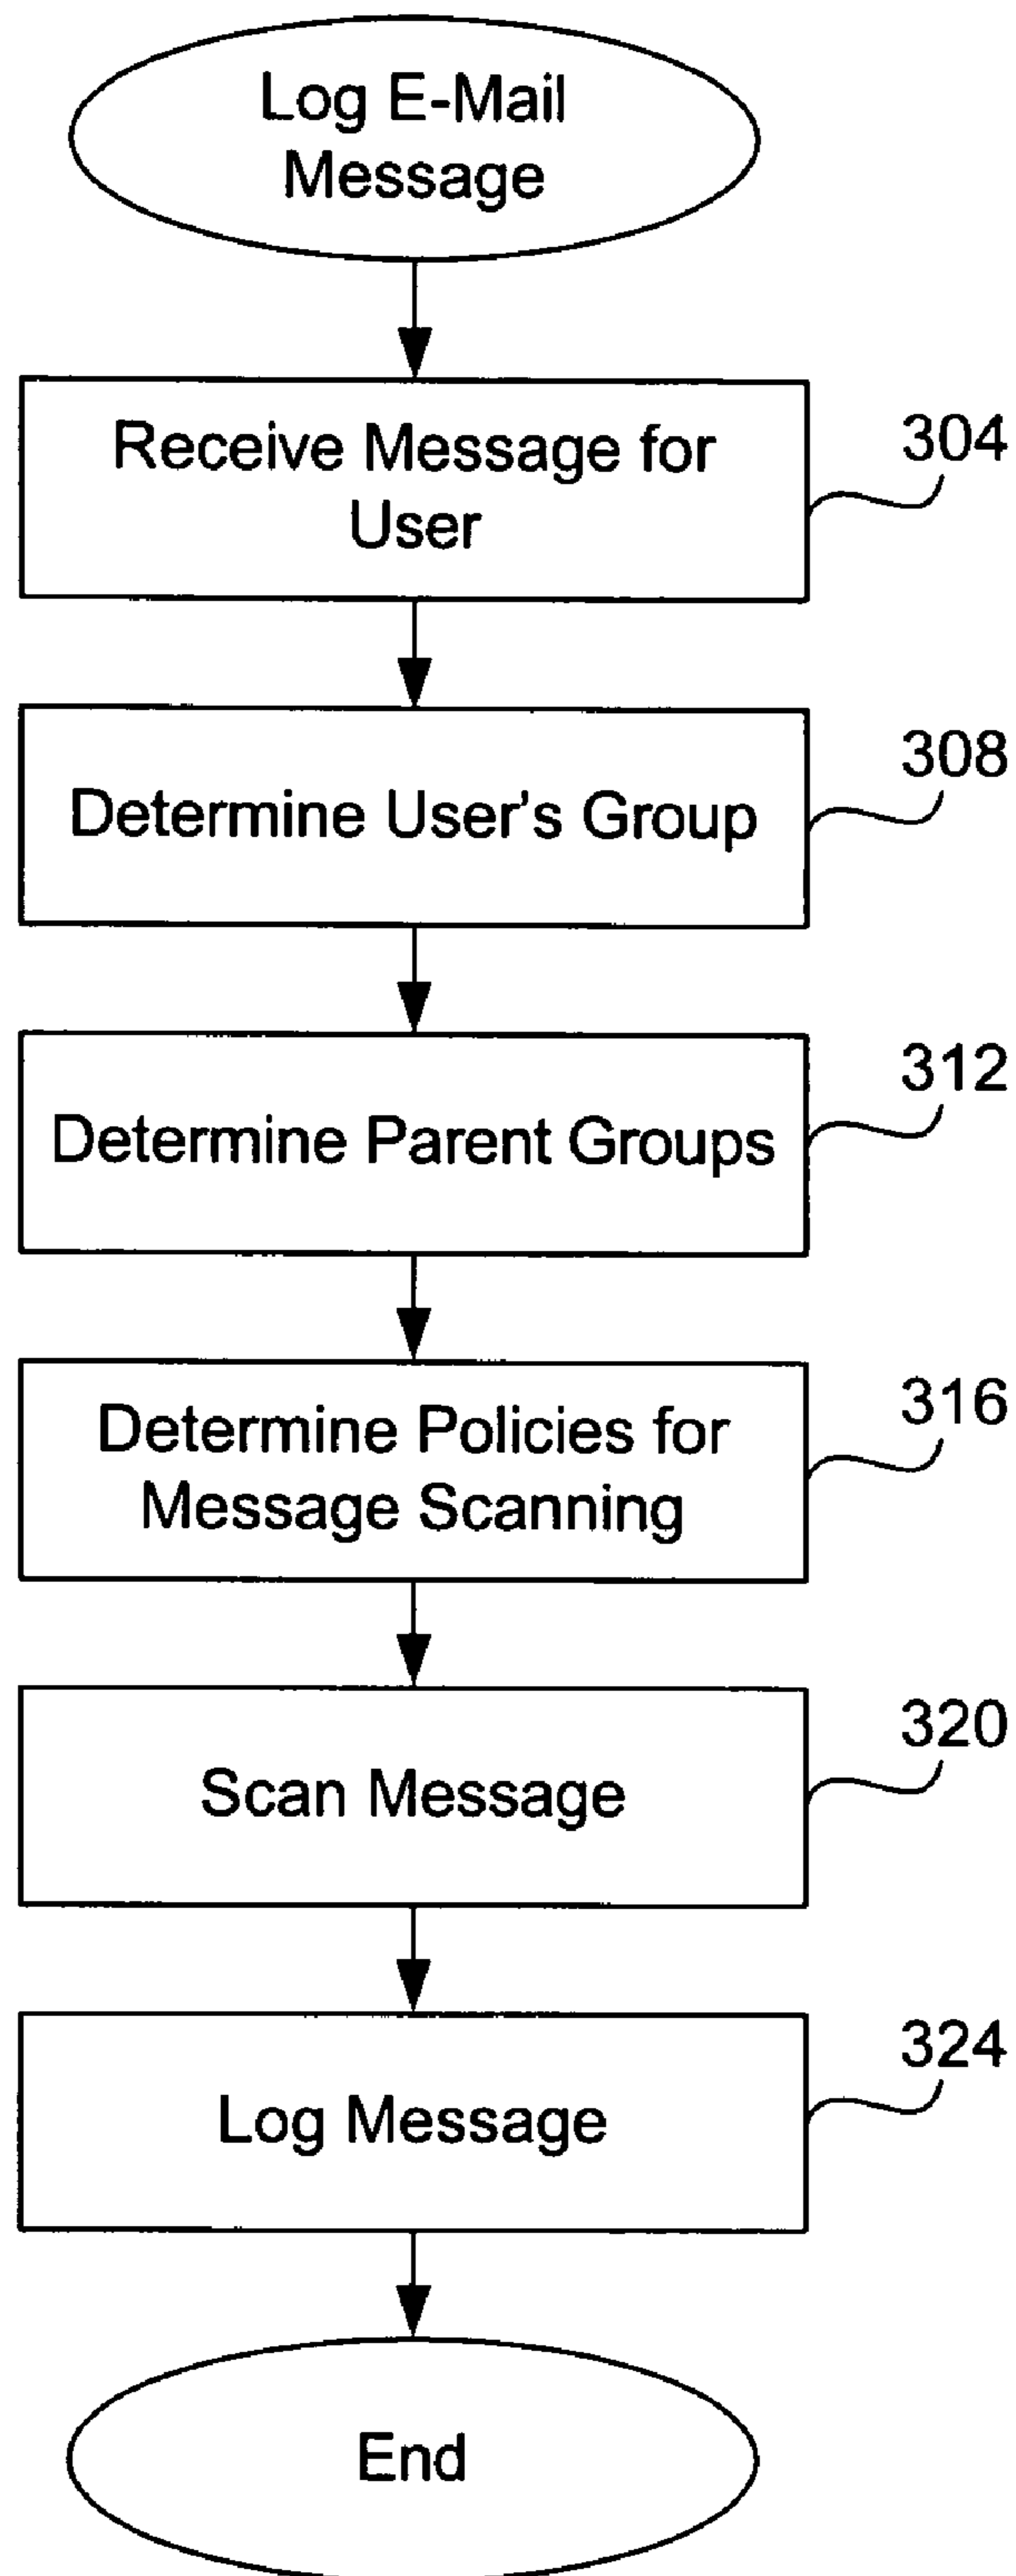 Log E-Mail
Message
Receive Message for
User
304
Determine User's Group
308
Determine Parent Groups
312
Determine Policies for
Message Scanning
316
Scan Message
320
Log Message
324
End